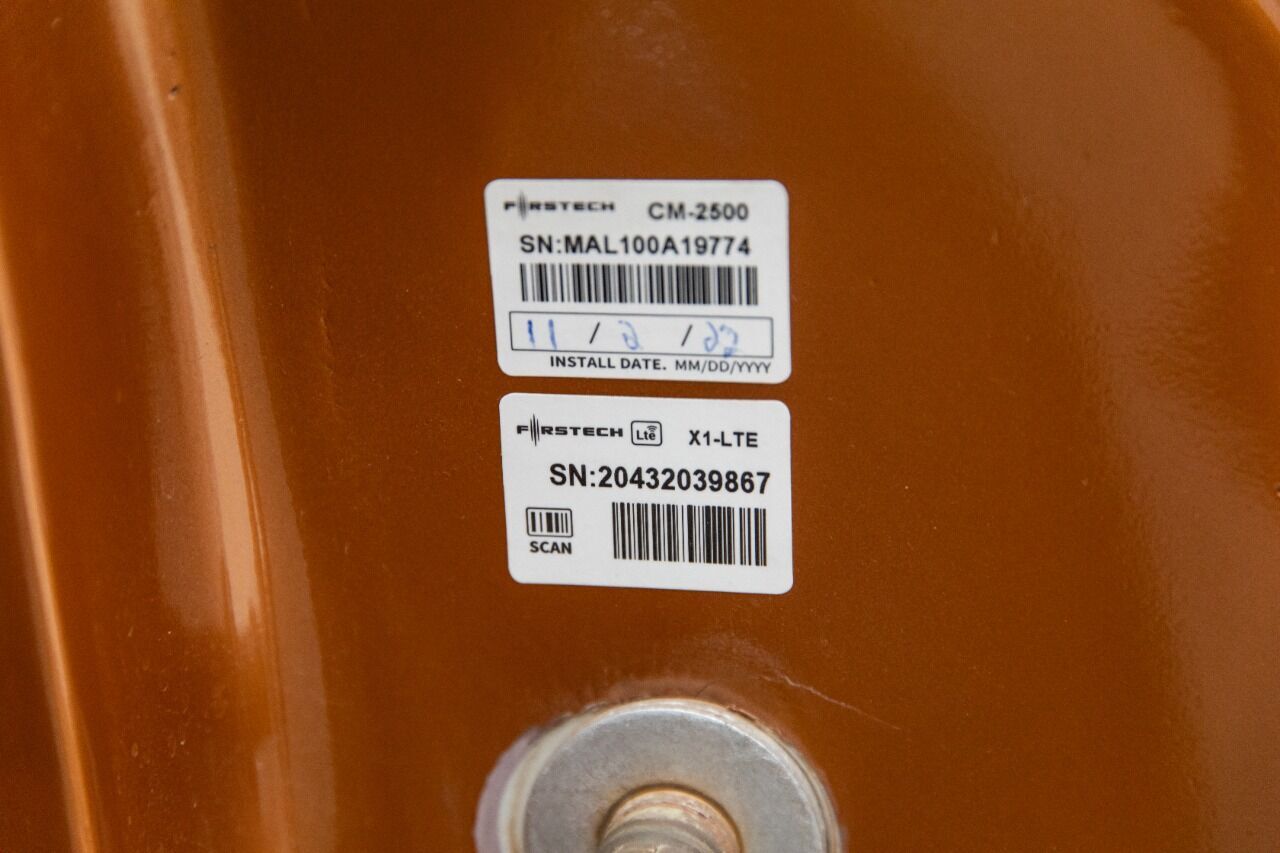 FIRSTECH CM-2500
SN:MAL100A19774
11 / 2 / 22
INSTALL DATE. MM/DD/YYYY
FIRSTECH Lte X1-LTE
SN:20432039867
SCAN